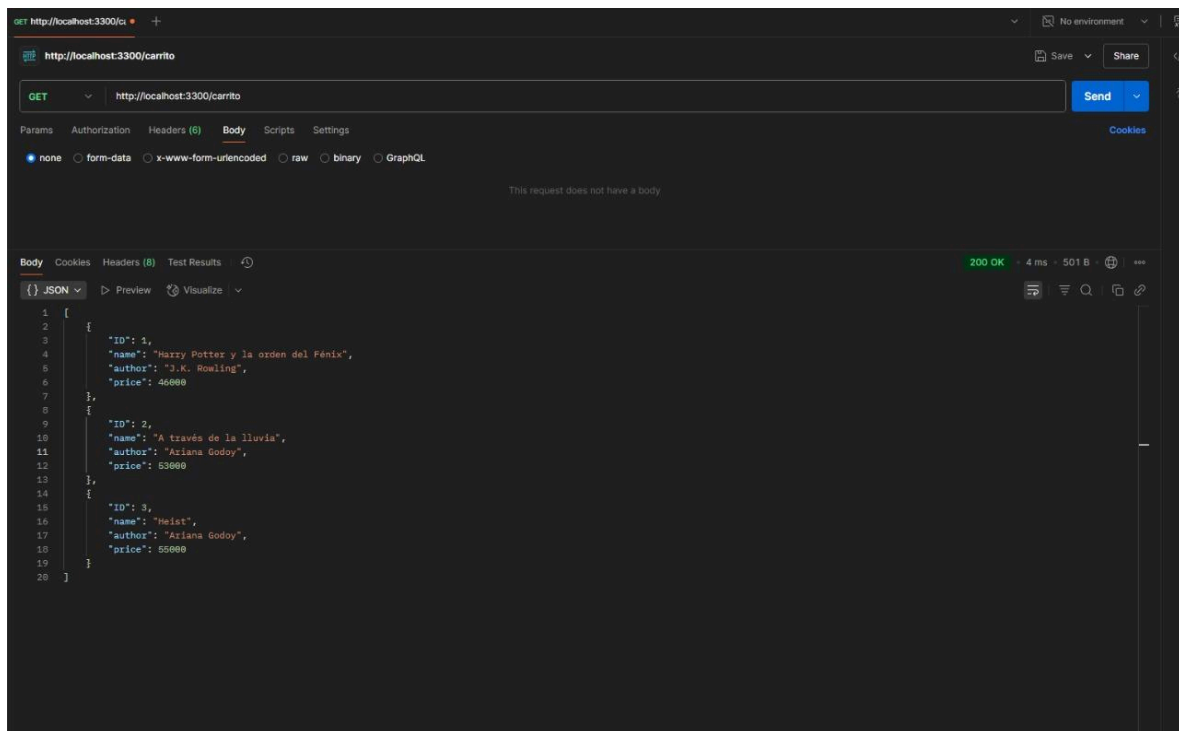 GET http://localhost:3300/ca
No environment
http://localhost:3300/carrito
Save
Share
GET http://localhost:3300/carrito
Send
Params Authorization Headers (6) Body Scripts Settings
Cookies
none form-data x-www-form-urlencoded raw binary GraphQL
This request does not have a body
Body Cookies Headers (8) Test Results
200 OK 4 ms 501 B
{} JSON Preview Visualize
1 [
2 {
3 "ID": 1,
4 "name": "Harry Potter y la orden del Fénix",
5 "author": "J.K. Rowling",
6 "price": 46000
7 },
8 {
9 "ID": 2,
10 "name": "A través de la lluvia",
11 "author": "Ariana Godoy",
12 "price": 53000
13 },
14 {
15 "ID": 3,
16 "name": "Heist",
17 "author": "Ariana Godoy",
18 "price": 55000
19 }
20 ]